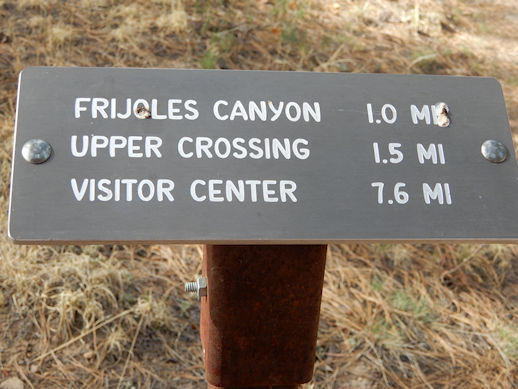 FRIJOLES CANYON 1.0 MI
UPPER CROSSING 1.5 MI
VISITOR CENTER 7.6 MI